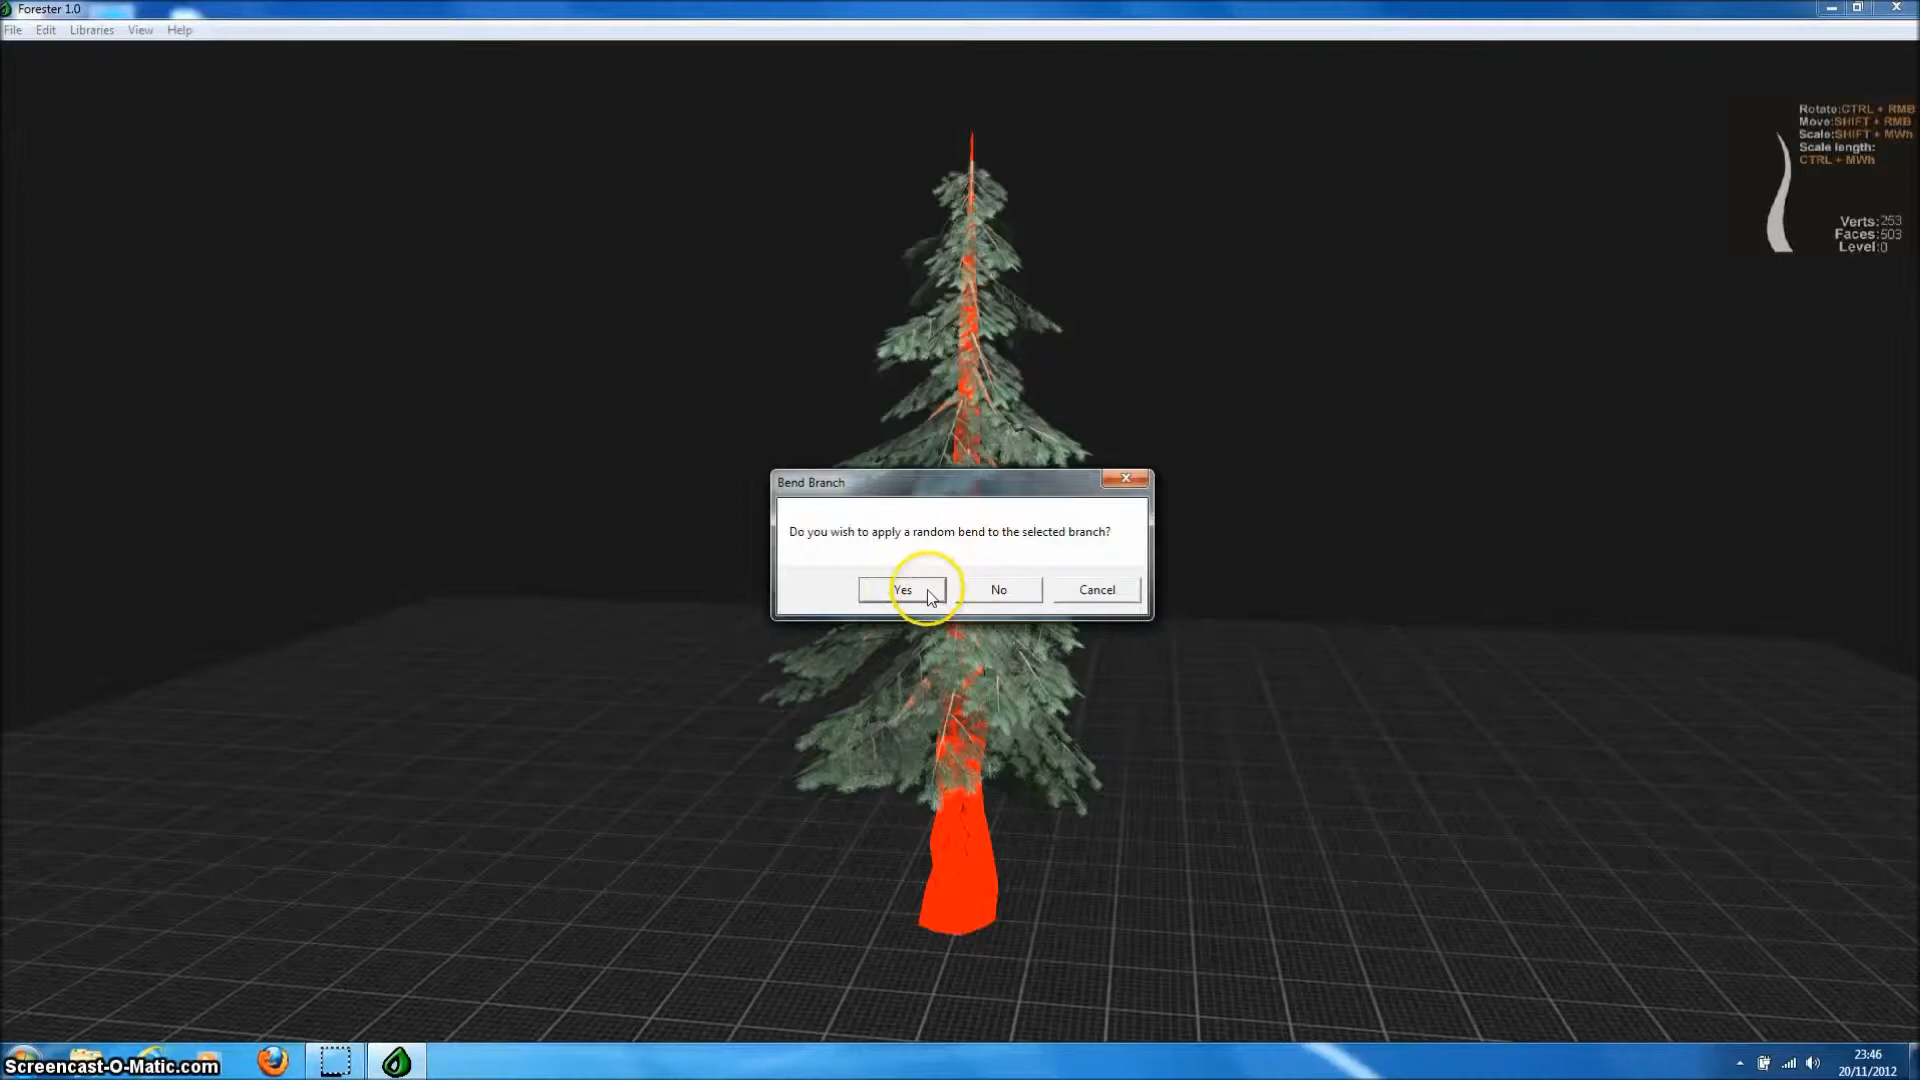 Forester 1.0
File Edit Libraries View Help
Rotate:CTRL + RMB
Move:SHIFT + RMB
Scale:SHIFT + MWh
Scale length:
CTRL + MWh
Verts:253
Faces:503
Level:0
Bend Branch
Do you wish to apply a random bend to the selected branch?
Yes No Cancel
Screencast-O-Matic.com
23:46
20/11/2012